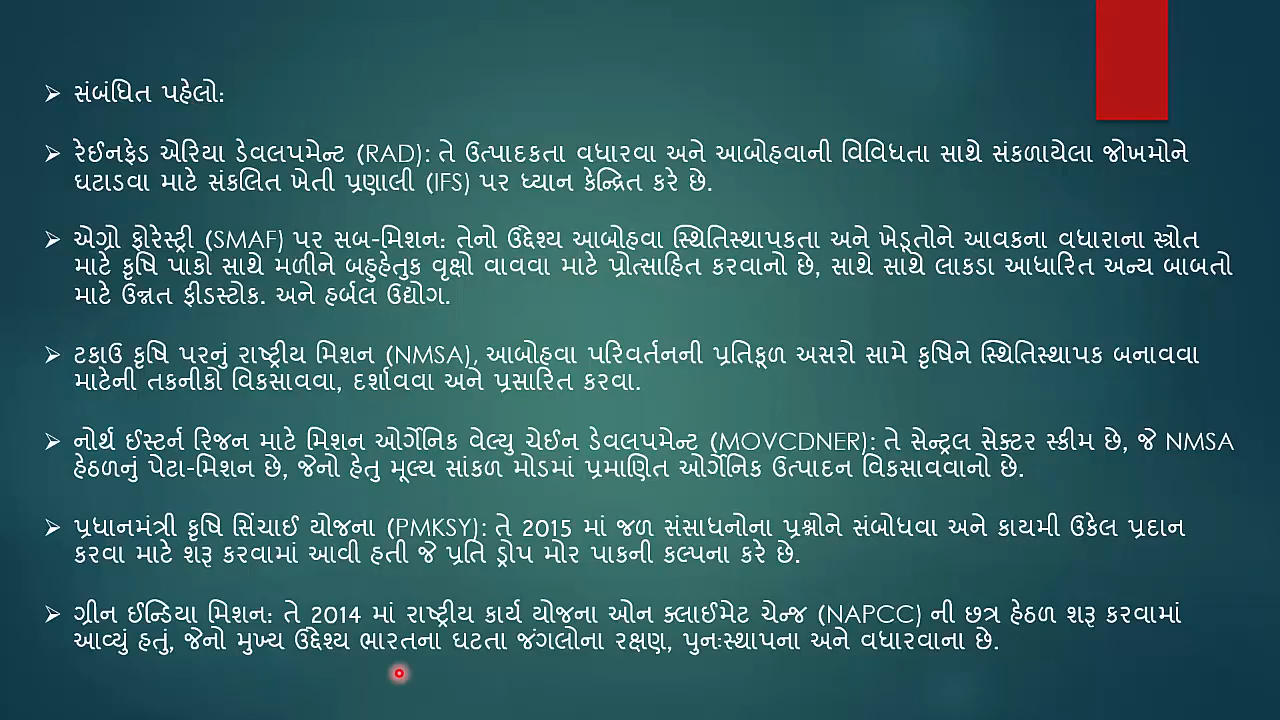 સંબંધિત પહેલો:
રેઈનફેડ એરિયા ડેવલપમેન્ટ (RAD): તે ઉત્પાદકતા વધારવા અને આબોહવાની વિવિધતા સાથે સંકળાયેલા જોખમોને
ઘટાડવા માટે સંકલિત ખેતી પ્રણાલી (IFS) પર ધ્યાન કેન્દ્રિત કરે છે.
એગ્રો ફોરેસ્ટ્રી (SMAF) પર સબ-મિશન: તેનો ઉદ્દેશ્ય આબોહવા સ્થિતિસ્થાપકતા અને ખેડૂતોને આવકના વધારાના સ્ત્રોત
માટે કૃષિ પાકો સાથે મળીને બહુહેતુક વૃક્ષો વાવવા માટે પ્રોત્સાહિત કરવાનો છે, સાથે સાથે લાકડા આધારિત અન્ય બાબતો
માટે ઉન્નત ફીડસ્ટોક. અને હર્બલ ઉદ્યોગ.
ટકાઉ કૃષિ પરનું રાષ્ટ્રીય મિશન (NMSA), આબોહવા પરિવર્તનની પ્રતિકૂળ અસરો સામે કૃષિને સ્થિતિસ્થાપક બનાવવા
માટેની તકનીકો વિકસાવવા, દર્શાવવા અને પ્રસારિત કરવા.
નોર્થ ઈસ્ટર્ન રિજન માટે મિશન ઓર્ગેનિક વેલ્યુ ચેઈન ડેવલપમેન્ટ (MOVCDNER): તે સેન્ટ્રલ સેક્ટર સ્કીમ છે, જે NMSA
હેઠળનું પેટા-મિશન છે, જેનો હેતુ મૂલ્ય સાંકળ મોડમાં પ્રમાણિત ઓર્ગેનિક ઉત્પાદન વિકસાવવાનો છે.
પ્રધાનમંત્રી કૃષિ સિંચાઈ યોજના (PMKSY): તે 2015 માં જળ સંસાધનોના પ્રશ્નોને સંબોધવા અને કાયમી ઉકેલ પ્રદાન
કરવા માટે શરૂ કરવામાં આવી હતી જે પ્રતિ ડ્રોપ મોર પાકની કલ્પના કરે છે.
ગ્રીન ઈન્ડિયા મિશન: તે 2014 માં રાષ્ટ્રીય કાર્ય યોજના ઓન ક્લાઈમેટ ચેન્જ (NAPCC) ની છત્ર હેઠળ શરૂ કરવામાં
આવ્યું હતું, જેનો મુખ્ય ઉદ્દેશ્ય ભારતના ઘટતા જંગલોના રક્ષણ, પુનઃસ્થાપના અને વધારવાના છે.